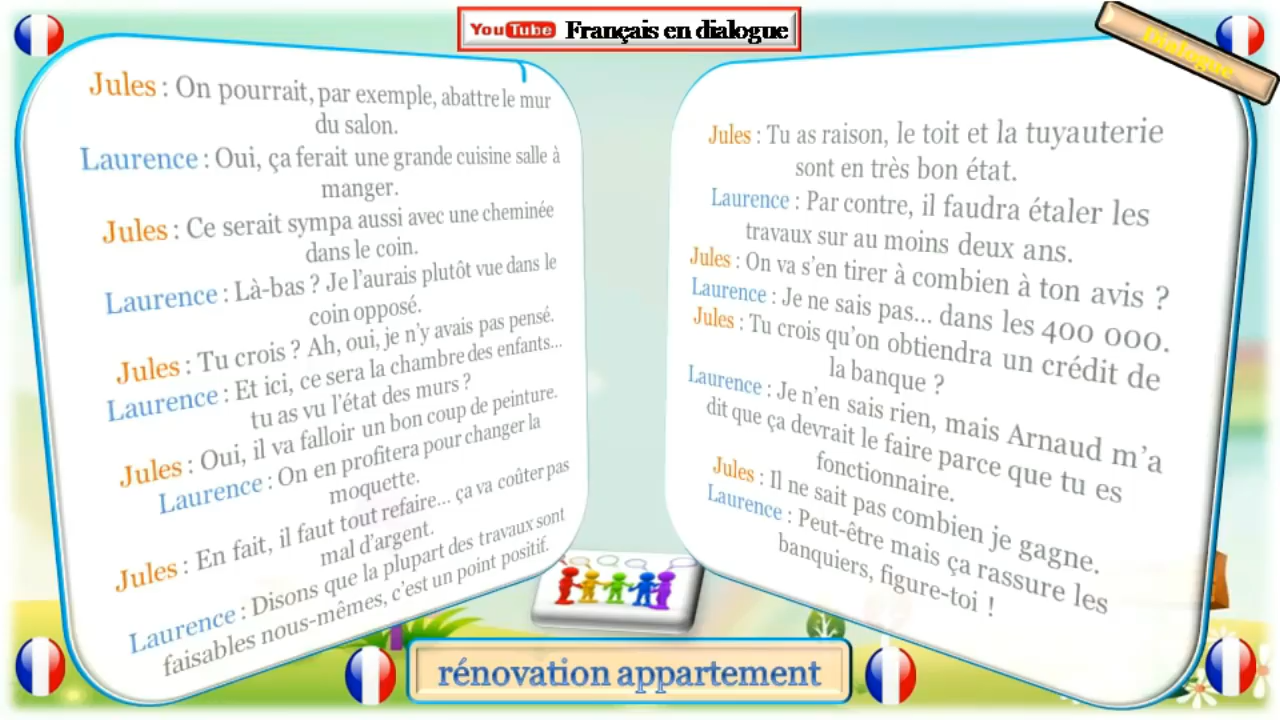 YouTube Français en dialogue
Dialogue
Jules : On pourrait, par exemple, abattre le mur
du salon.
Laurence : Oui, ça ferait une grande cuisine salle à
manger.
Jules : Ce serait sympa aussi avec une cheminée
dans le coin.
Laurence : Là-bas ? Je l'aurais plutôt vue dans le
coin opposé.
Jules : Tu crois ? Ah, oui, je n'y avais pas pensé.
Laurence : Et ici, ce sera la chambre des enfants...
tu as vu l'état des murs ?
Jules : Oui, il va falloir un bon coup de peinture.
Laurence : On en profitera pour changer la
moquette.
Jules : En fait, il faut tout refaire... ça va coûter pas
mal d'argent.
Laurence : Disons que la plupart des travaux sont
faisables nous-mêmes, c'est un point positif.
Jules : Tu as raison, le toit et la tuyauterie
sont en très bon état.
Laurence : Par contre, il faudra étaler les
travaux sur au moins deux ans.
Jules : On va s'en tirer à combien à ton avis ?
Laurence : Je ne sais pas... dans les 400 000.
Jules : Tu crois qu'on obtiendra un crédit de
la banque ?
Laurence : Je n'en sais rien, mais Arnaud m'a
dit que ça devrait le faire parce que tu es
fonctionnaire.
Jules : Il ne sait pas combien je gagne.
Laurence : Peut-être mais ça rassure les
banquiers, figure-toi !
rénovation appartement